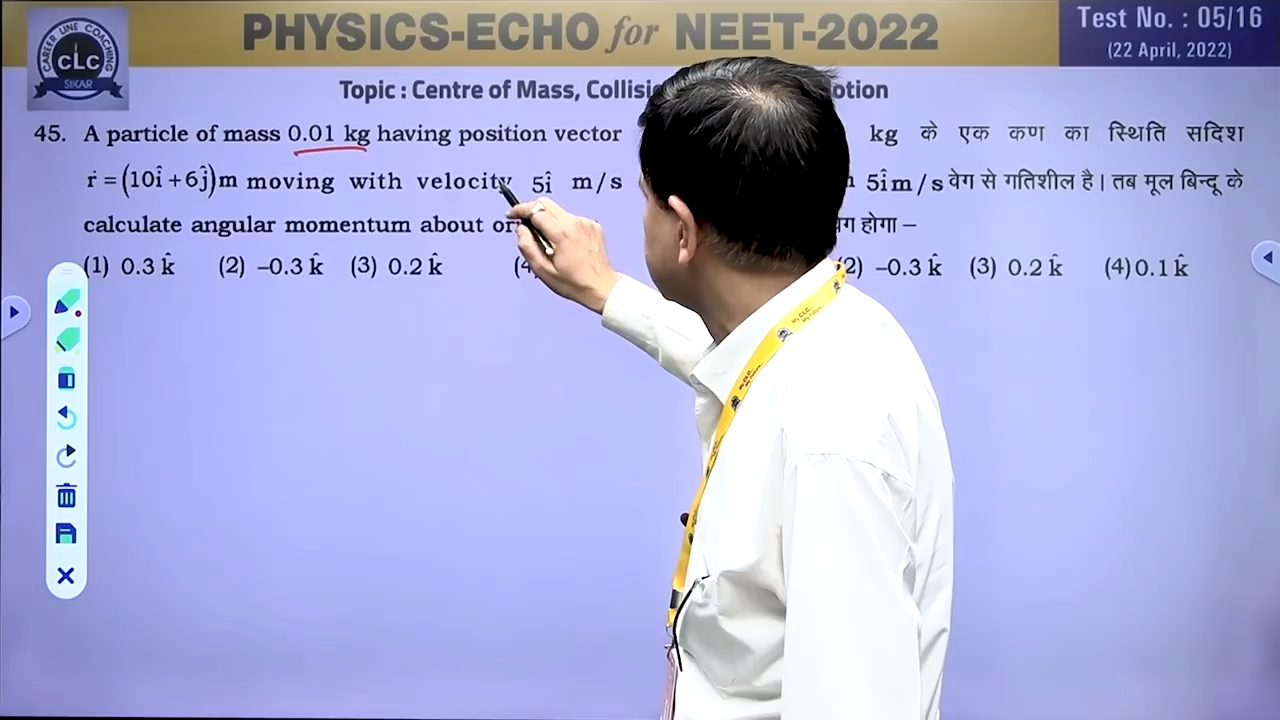 PHYSICS-ECHO for NEET-2022
Test No. : 05/16
(22 April, 2022)
CAREER LINE COACHING
CLC
SIKAR
Topic : Centre of Mass, Collisi
otion
45. A particle of mass 0.01 kg having position vector
r = (10î + 6ĵ)m moving with velocity 5î m/s
calculate angular momentum about
(1) 0.3 k̂ (2) –0.3 k̂ (3) 0.2 k̂
kg के एक कण का स्थिति सदिश
5î m/s वेग से गतिशील है। तब मूल बिन्दू के
होगा –
(2) –0.3 k̂ (3) 0.2 k̂ (4) 0.1 k̂